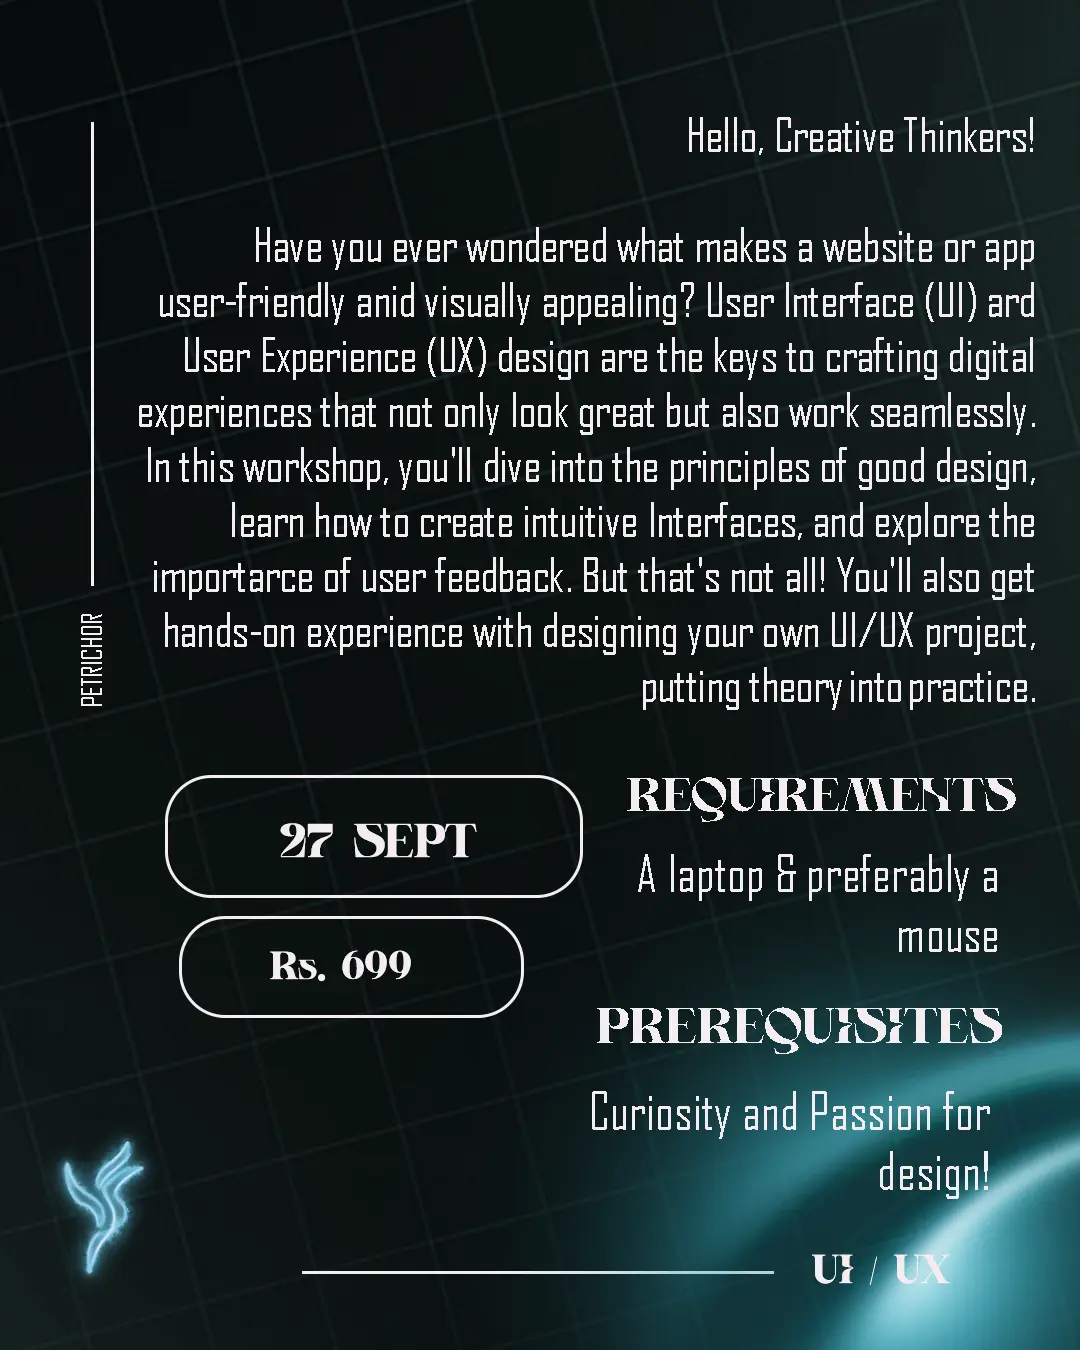 Hello, Creative Thinkers!
Have you ever wondered what makes a website or app
user-friendly anid visually appealing? User Interface (UI) ard
User Experience (UX) design are the keys to crafting digital
experiences that not only look great but also work seamlessly.
In this workshop, you'll dive into the principles of good design,
learn how to create intuitive Interfaces, and explore the
importarce of user feedback. But that's not all! You'll also get
hands-on experience with designing your own UI/UX project,
putting theory into practice.
PETRICHOR
27 SEPT
Rs. 699
REQUIREMENTS
A laptop & preferably a
mouse
PREREQUISITES
Curiosity and Passion for
design!
UI / UX